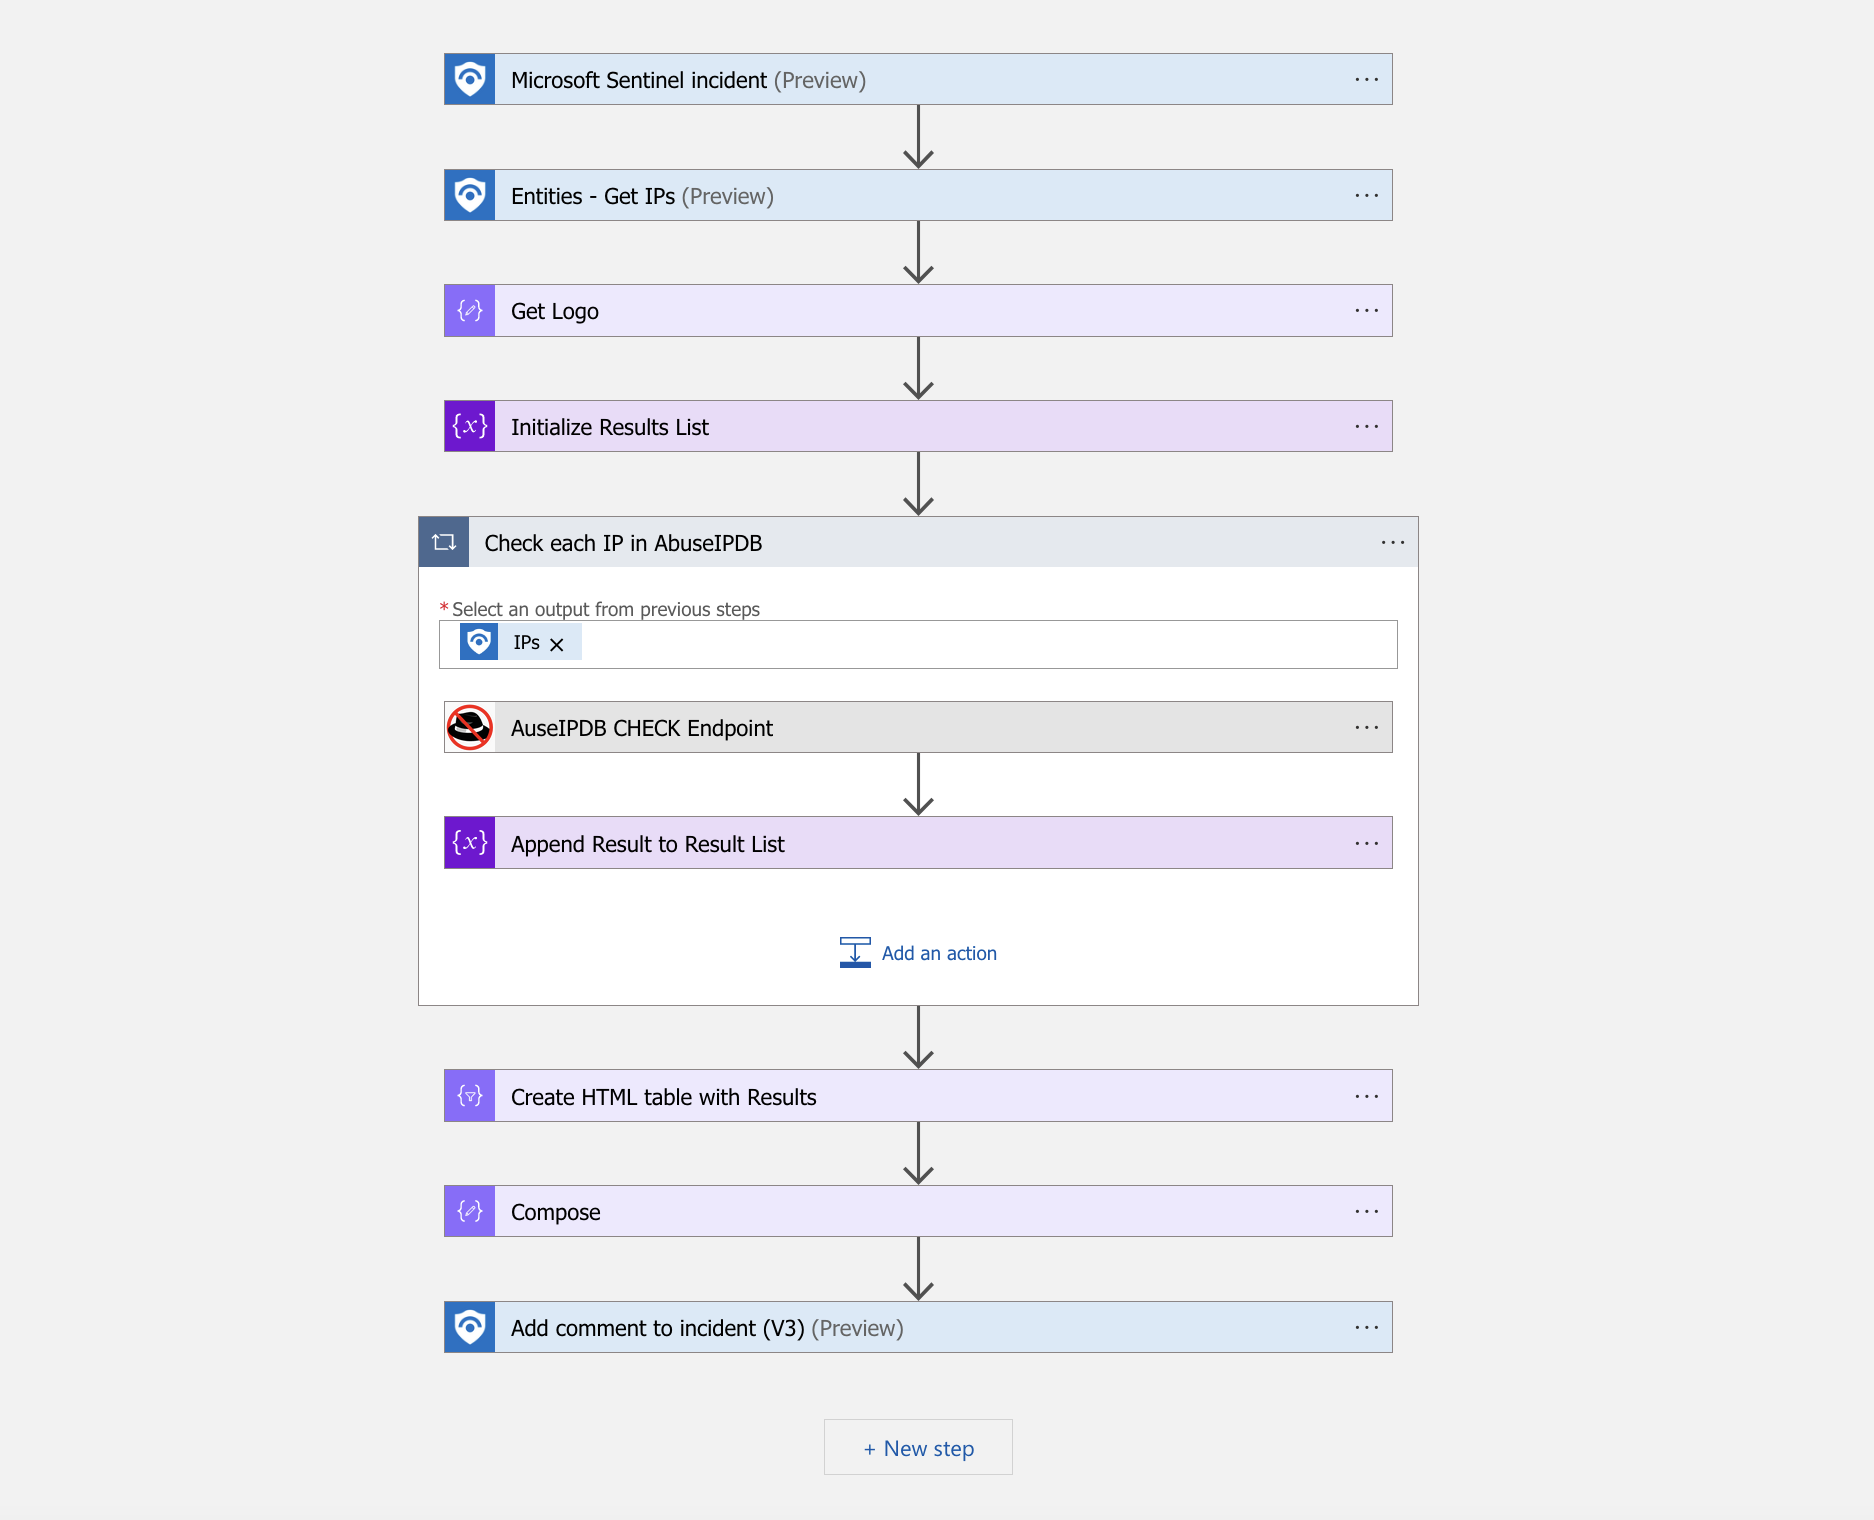 Microsoft Sentinel incident (Preview)
Entities - Get IPs (Preview)
Get Logo
{x} Initialize Results List
Check each IP in AbuseIPDB
* Select an output from previous steps
IPs
AuseIPDB CHECK Endpoint
{x} Append Result to Result List
Add an action
Create HTML table with Results
Compose
Add comment to incident (V3) (Preview)
+ New step